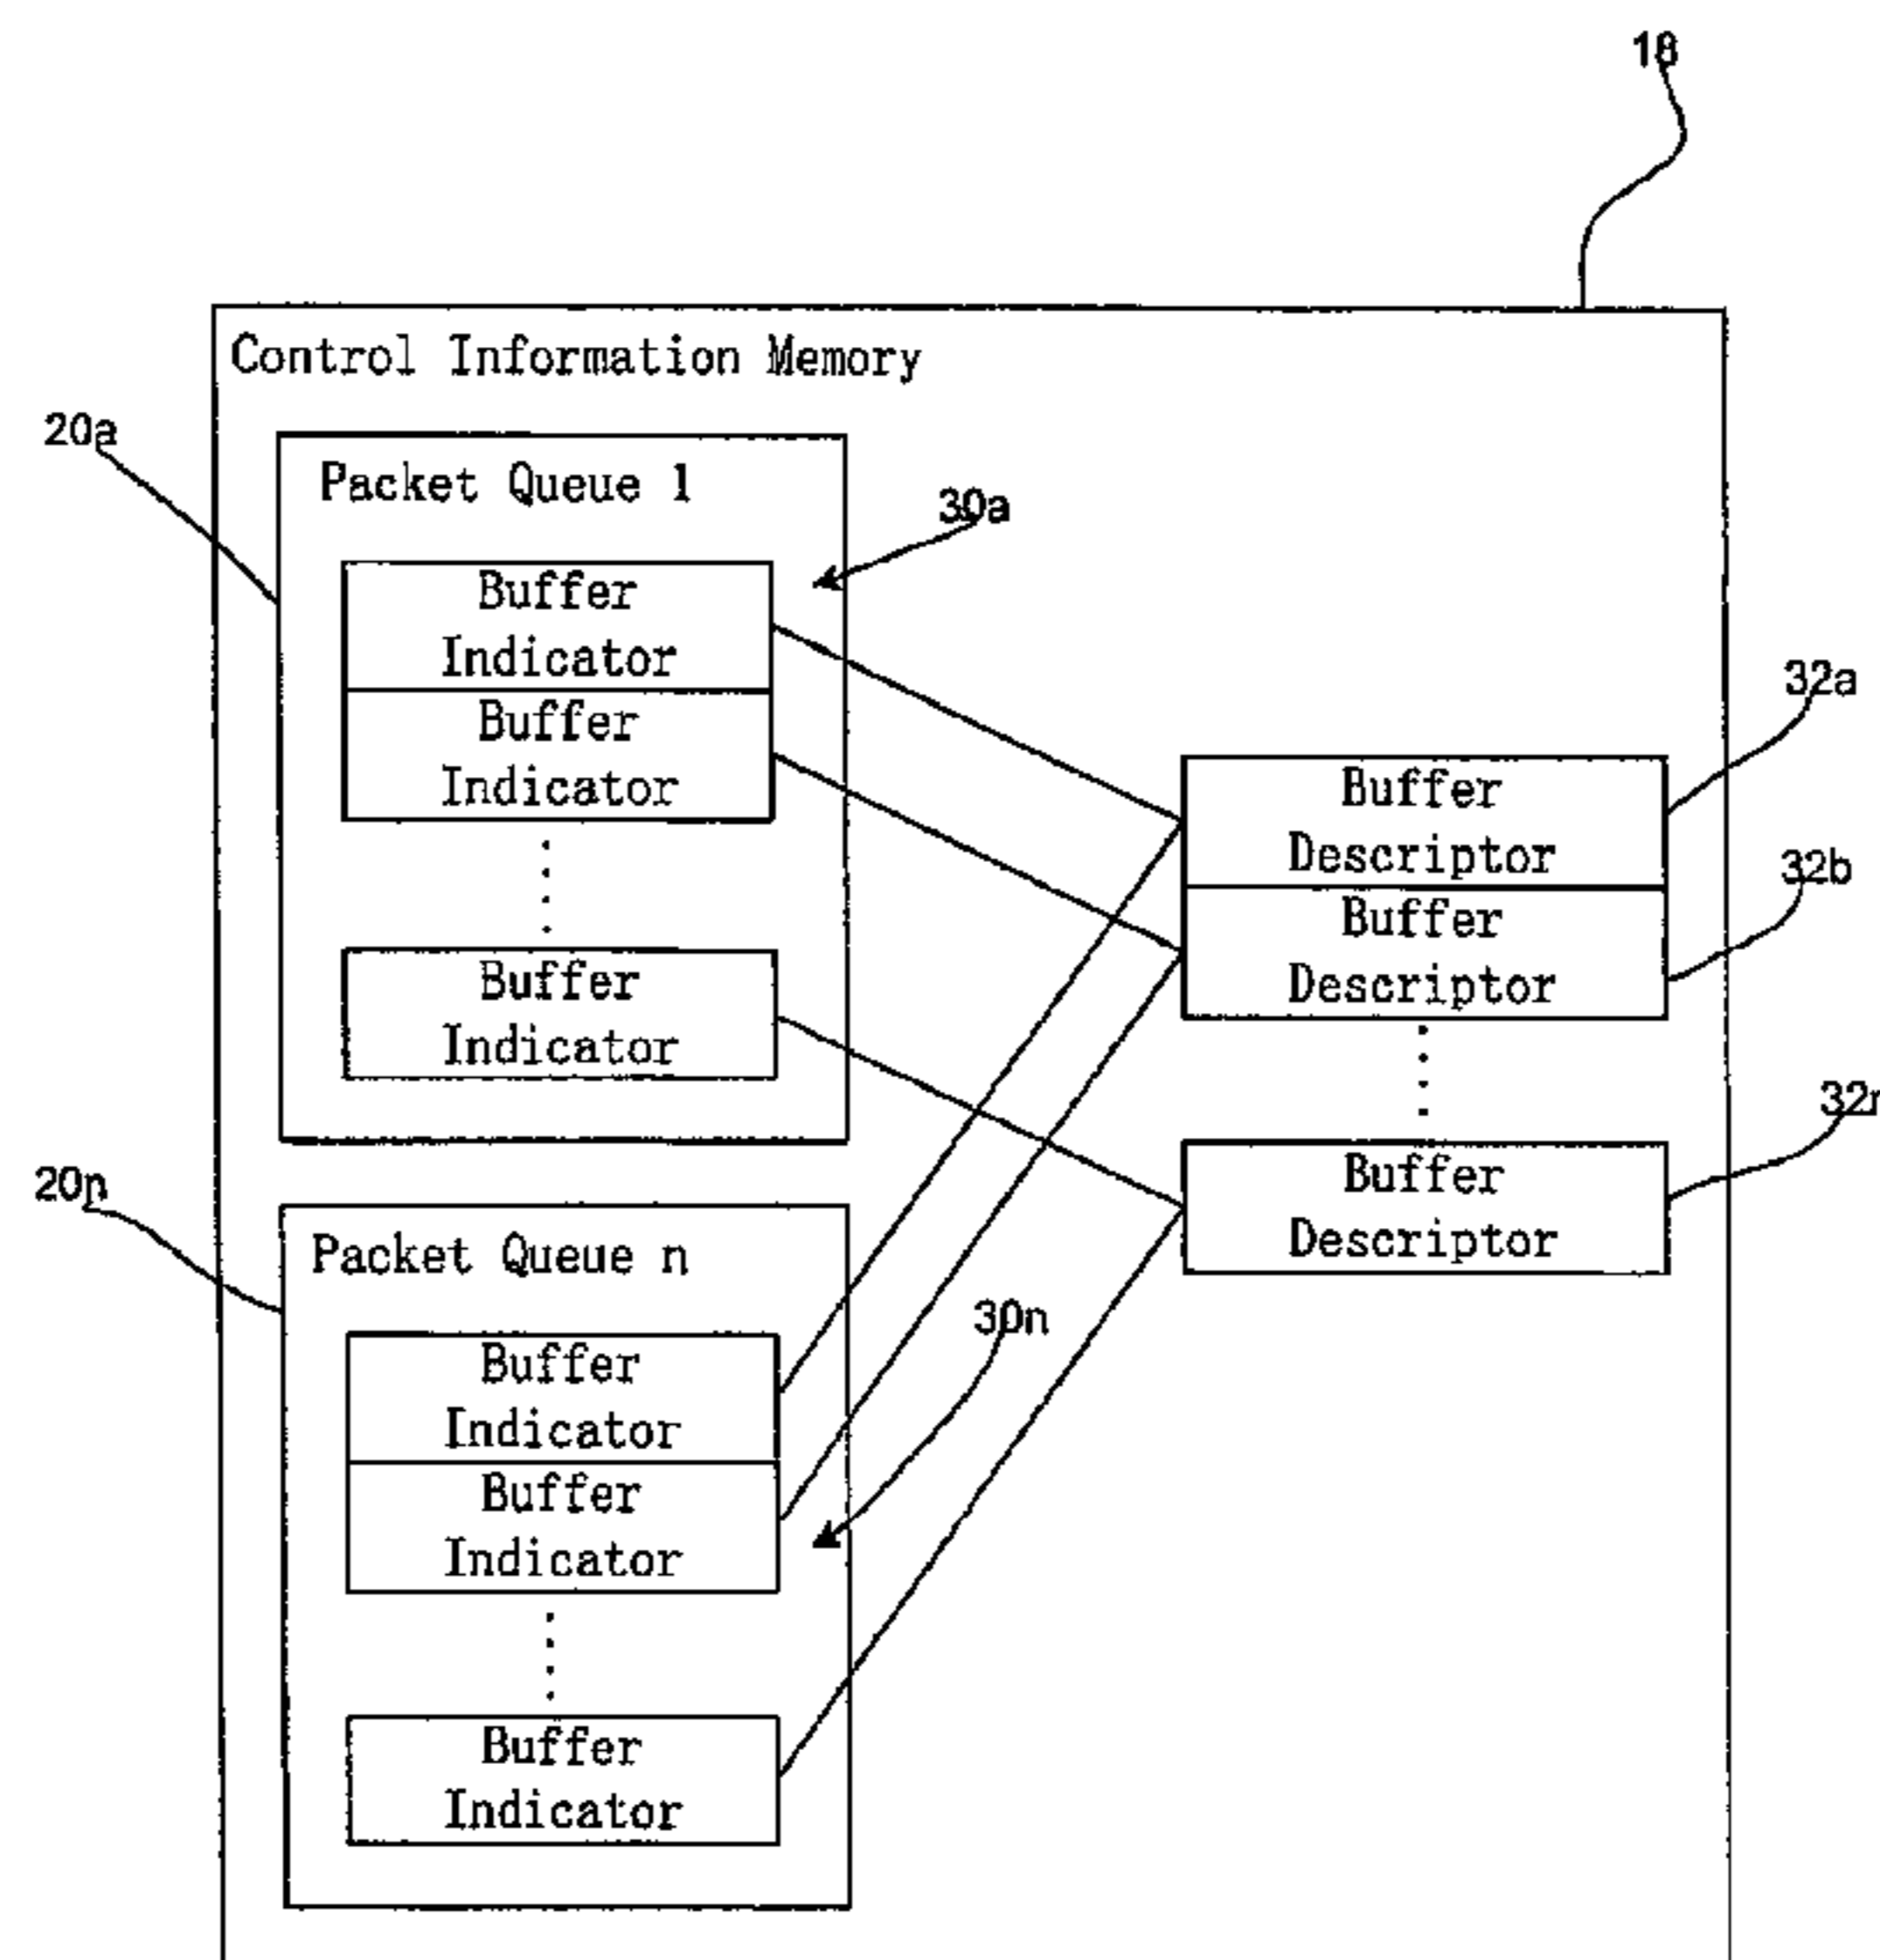 18
Control Information Memory
20a
Packet Queue 1
30a
Buffer
Indicator
Buffer
Indicator
Buffer
Indicator
32a
Buffer
Descriptor
32b
Buffer
Descriptor
Buffer
Descriptor
20n
Packet Queue n
30n
Buffer
Indicator
Buffer
Indicator
Buffer
Indicator